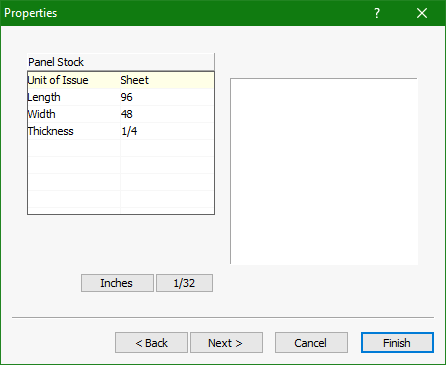 Properties ? ×
Panel Stock
Unit of Issue Sheet
Length 96
Width 48
Thickness 1/4
Inches 1/32
< Back Next > Cancel Finish